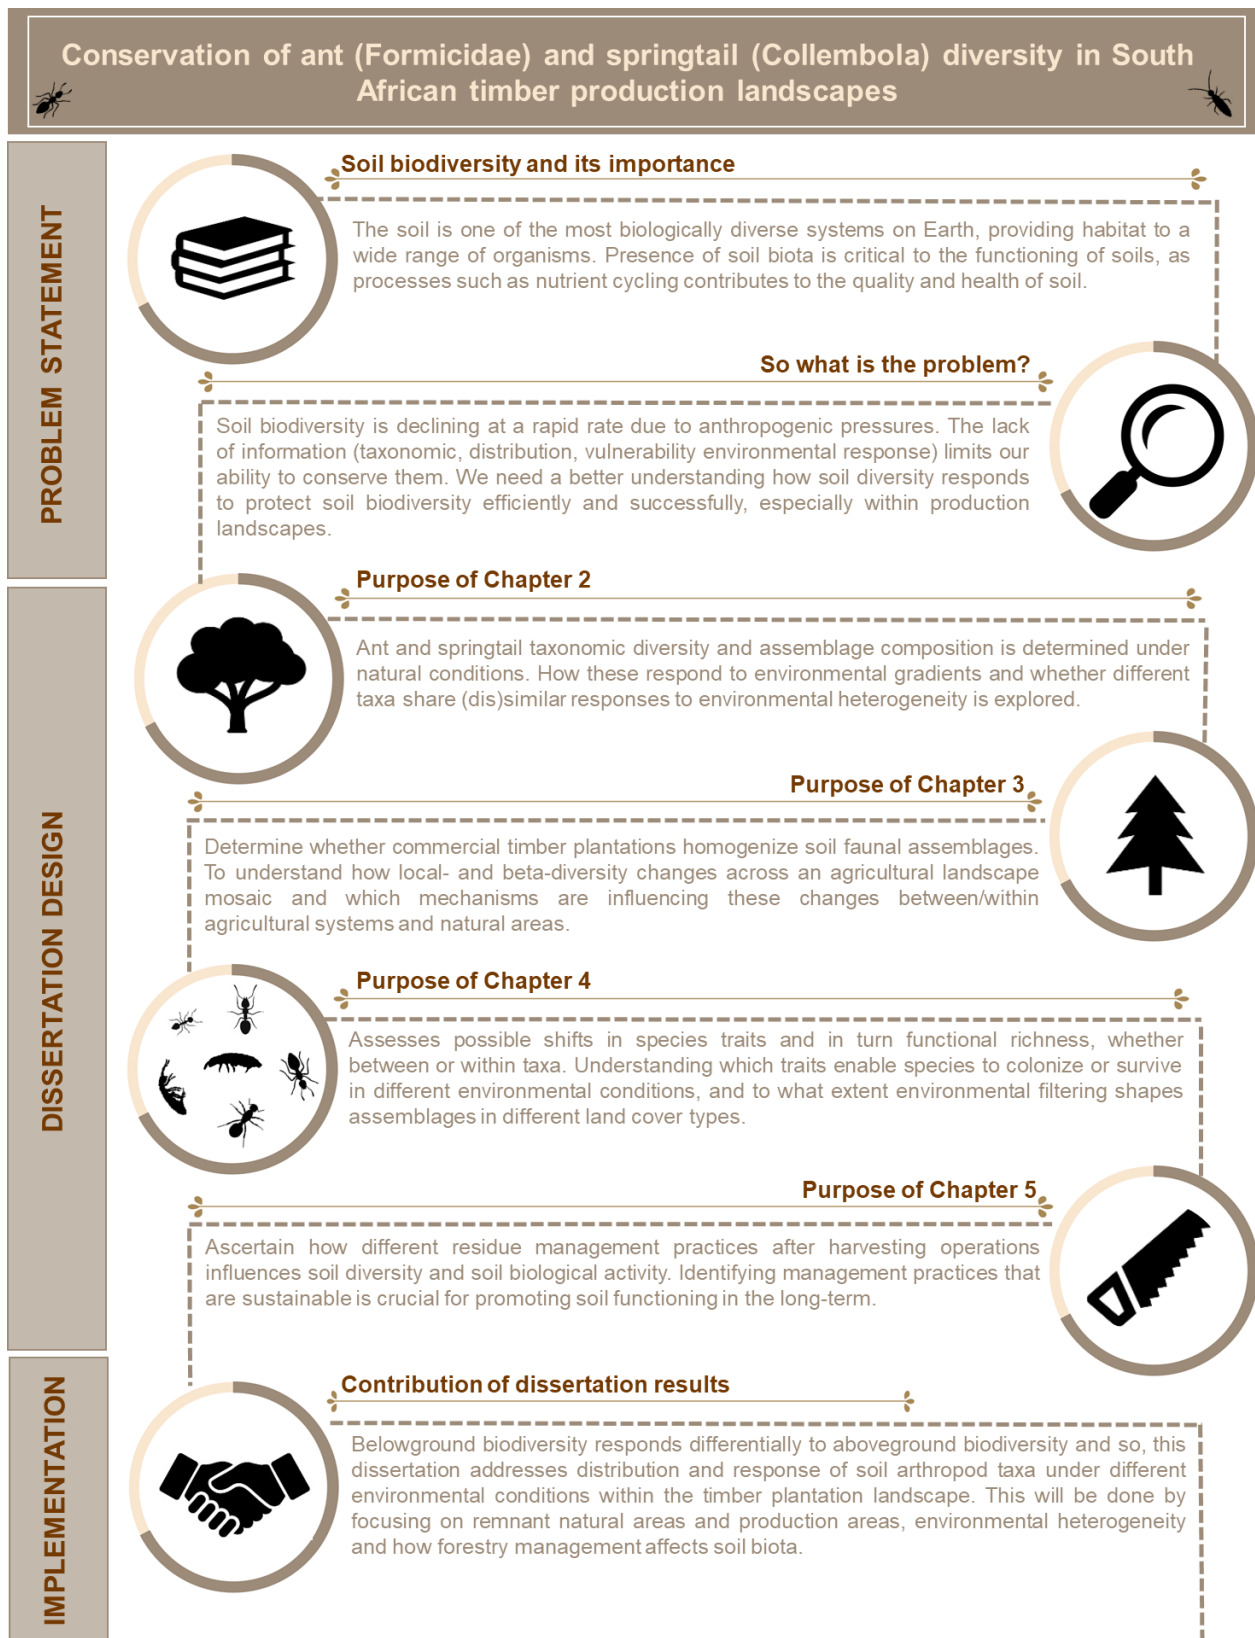 Conservation of ant (Formicidae) and springtail (Collembola) diversity in South
African timber production landscapes
PROBLEM STATEMENT
Soil biodiversity and its importance
The soil is one of the most biologically diverse systems on Earth, providing habitat to a
wide range of organisms. Presence of soil biota is critical to the functioning of soils, as
processes such as nutrient cycling contributes to the quality and health of soil.
So what is the problem?
Soil biodiversity is declining at a rapid rate due to anthropogenic pressures. The lack
of information (taxonomic, distribution, vulnerability environmental response) limits our
ability to conserve them. We need a better understanding how soil diversity responds
to protect soil biodiversity efficiently and successfully, especially within production
landscapes.
DISSERTATION DESIGN
Purpose of Chapter 2
Ant and springtail taxonomic diversity and assemblage composition is determined under
natural conditions. How these respond to environmental gradients and whether different
taxa share (dis)similar responses to environmental heterogeneity is explored.
Purpose of Chapter 3
Determine whether commercial timber plantations homogenize soil faunal assemblages.
To understand how local- and beta-diversity changes across an agricultural landscape
mosaic and which mechanisms are influencing these changes between/within
agricultural systems and natural areas.
Purpose of Chapter 4
Assesses possible shifts in species traits and in turn functional richness, whether
between or within taxa. Understanding which traits enable species to colonize or survive
in different environmental conditions, and to what extent environmental filtering shapes
assemblages in different land cover types.
Purpose of Chapter 5
Ascertain how different residue management practices after harvesting operations
influences soil diversity and soil biological activity. Identifying management practices that
are sustainable is crucial for promoting soil functioning in the long-term.
IMPLEMENTATION
Contribution of dissertation results
Belowground biodiversity responds differentially to aboveground biodiversity and so, this
dissertation addresses distribution and response of soil arthropod taxa under different
environmental conditions within the timber plantation landscape. This will be done by
focusing on remnant natural areas and production areas, environmental heterogeneity
and how forestry management affects soil biota.